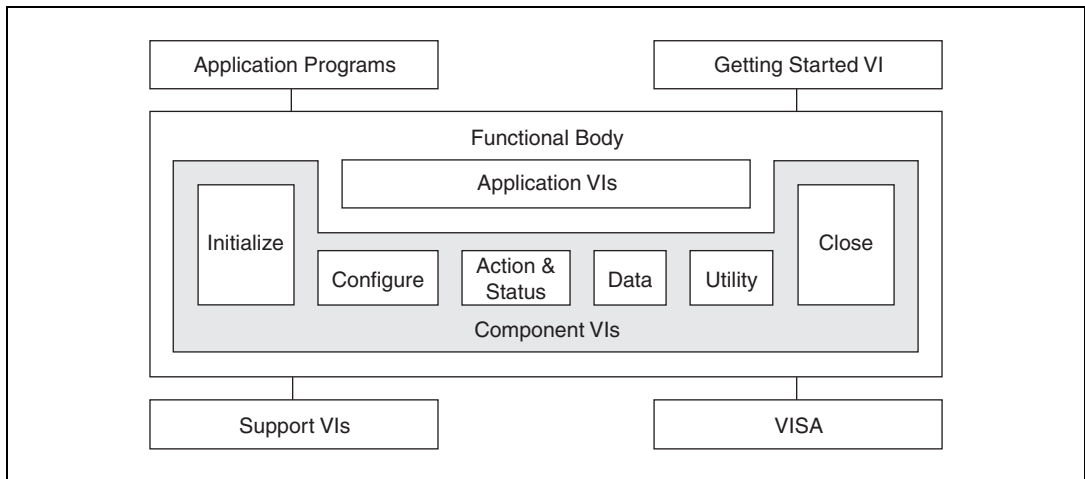 Application Programs
Getting Started VI
Functional Body
Application VIs
Initialize
Close
Configure
Action &
Status
Data
Utility
Component VIs
Support VIs
VISA